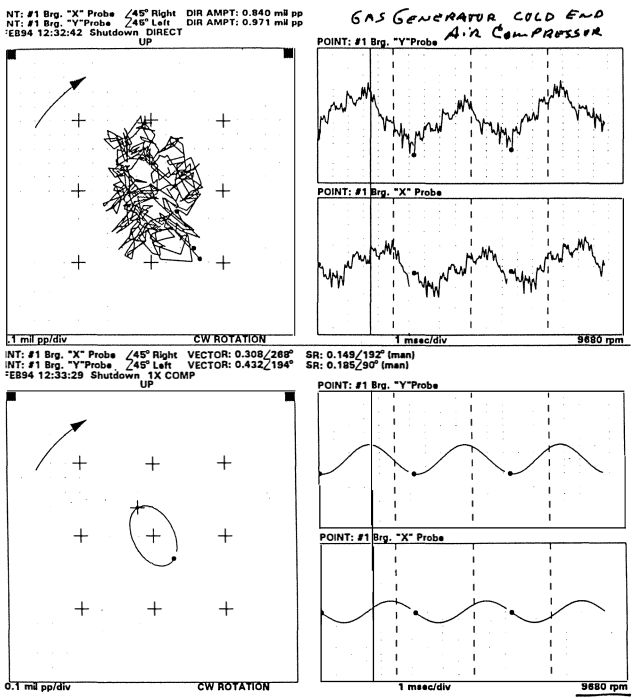 NT: #1 Brg. "X" Probe ∠45° Right DIR AMPT: 0.840 mil pp
NT: #1 Brg. "Y" Probe ∠45° Left DIR AMPT: 0.971 mil pp
FEB94 12:32:42 Shutdown DIRECT
UP
GAS GENERATOR COLD END
AIR COMPRESSOR
POINT: #1 Brg. "Y" Probe
POINT: #1 Brg. "X" Probe
.1 mil pp/div
CW ROTATION
1 msec/div
9680 rpm
INT: #1 Brg. "X" Probe ∠45° Right VECTOR: 0.308∠268° SR: 0.149/192° (man)
INT: #1 Brg. "Y" Probe ∠45° Left VECTOR: 0.432∠194° SR: 0.185∠90° (man)
FEB94 12:33:29 Shutdown 1X COMP
UP
POINT: #1 Brg. "Y" Probe
POINT: #1 Brg. "X" Probe
0.1 mil pp/div
CW ROTATION
1 msec/div
9680 rpm